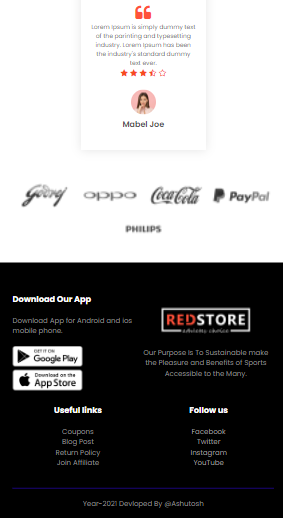 Lorem Ipsum is simply dummy text
of the parinting and typesetting
industry. Lorem Ipsum has been
the industry's standard dummy
text ever.
Mabel Joe
Godrej
oppo
Coca-Cola
PayPal
PHILIPS
Download Our App
Download App for Android and ios
mobile phone.
GET IT ON
Google Play
Download on the
App Store
REDSTORE
Our Purpose Is To Sustainable make
the Pleasure and Benefits of Sports
Accessible to the Many.
Useful links
Coupons
Blog Post
Return Policy
Join Affiliate
Follow us
Facebook
Twitter
Instagram
YouTube
Year-2021 Devloped By @Ashutosh